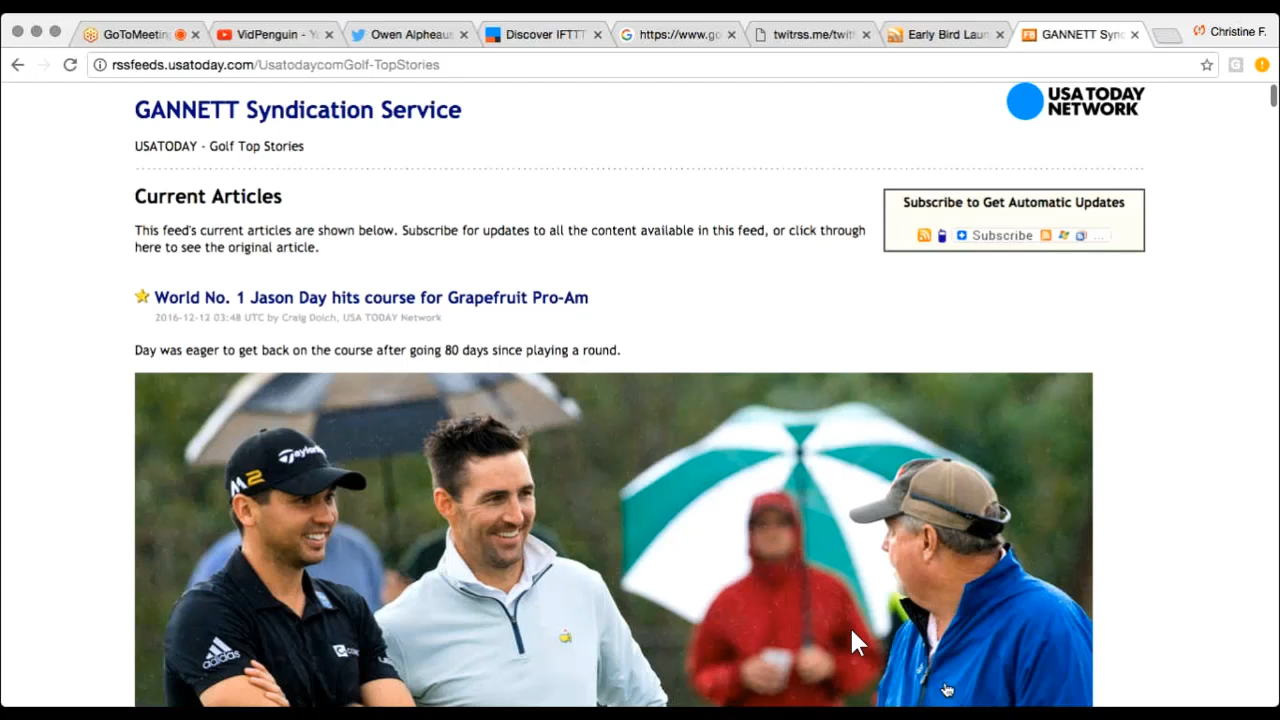 GoToMeeting
VidPenguin - Yo
Owen Alpheaus
Discover IFTTT
https://www.go
twitrss.me/twit
Early Bird Laun
GANNETT Sync
Christine F.
rssfeeds.usatoday.com/UsatodaycomGolf-TopStories
GANNETT Syndication Service
USA TODAY
NETWORK
USATODAY - Golf Top Stories
Current Articles
Subscribe to Get Automatic Updates
This feed's current articles are shown below. Subscribe for updates to all the content available in this feed, or click through
here to see the original article.
Subscribe
...
World No. 1 Jason Day hits course for Grapefruit Pro-Am
2016-12-12 03:48 UTC by Craig Dolch, USA TODAY Network
Day was eager to get back on the course after going 80 days since playing a round.
TaylorM
M2
adidas